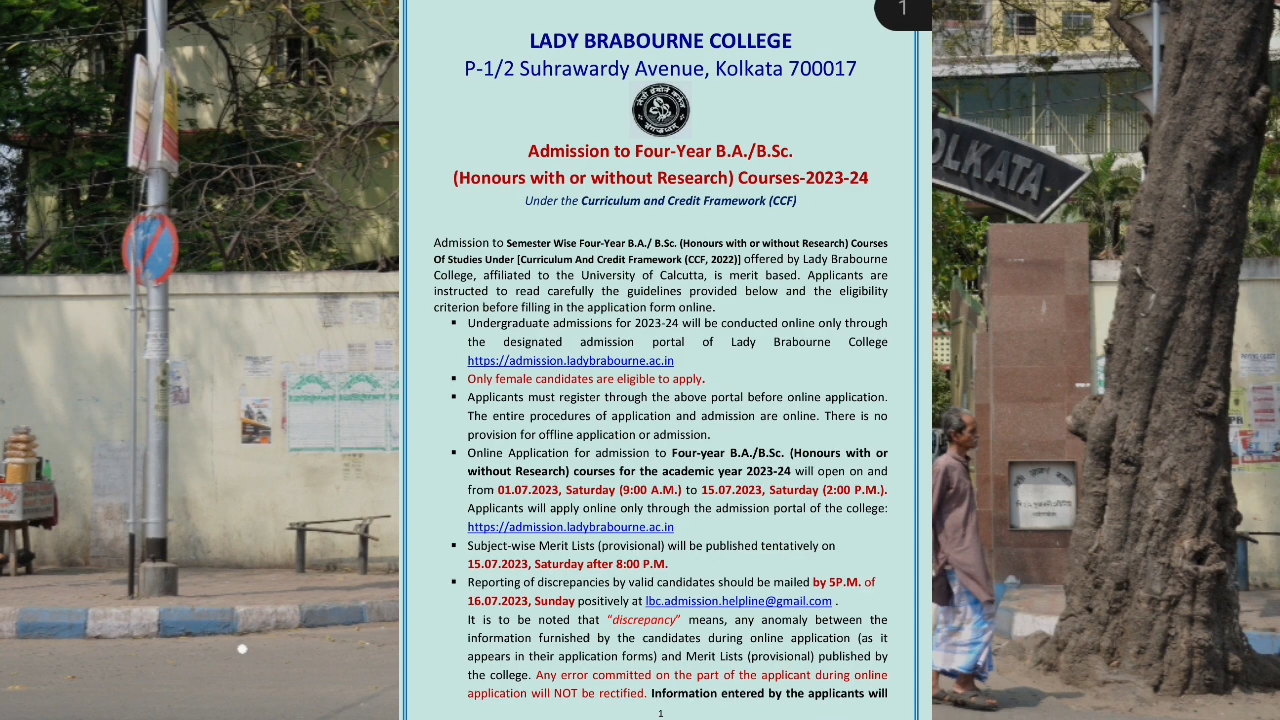 1
LADY BRABOURNE COLLEGE
P-1/2 Suhrawardy Avenue, Kolkata 700017
Admission to Four-Year B.A./B.Sc.
(Honours with or without Research) Courses-2023-24
Under the Curriculum and Credit Framework (CCF)
Admission to Semester Wise Four-Year B.A./ B.Sc. (Honours with or without Research) Courses
Of Studies Under [Curriculum And Credit Framework (CCF, 2022)] offered by Lady Brabourne
College, affiliated to the University of Calcutta, is merit based. Applicants are
instructed to read carefully the guidelines provided below and the eligibility
criterion before filling in the application form online.
▪ Undergraduate admissions for 2023-24 will be conducted online only through
the designated admission portal of Lady Brabourne College
https://admission.ladybrabourne.ac.in
▪ Only female candidates are eligible to apply.
▪ Applicants must register through the above portal before online application.
The entire procedures of application and admission are online. There is no
provision for offline application or admission.
▪ Online Application for admission to Four-year B.A./B.Sc. (Honours with or
without Research) courses for the academic year 2023-24 will open on and
from 01.07.2023, Saturday (9:00 A.M.) to 15.07.2023, Saturday (2:00 P.M.).
Applicants will apply online only through the admission portal of the college:
https://admission.ladybrabourne.ac.in
▪ Subject-wise Merit Lists (provisional) will be published tentatively on
15.07.2023, Saturday after 8:00 P.M.
▪ Reporting of discrepancies by valid candidates should be mailed by 5P.M. of
16.07.2023, Sunday positively at lbc.admission.helpline@gmail.com .
It is to be noted that “discrepancy” means, any anomaly between the
information furnished by the candidates during online application (as it
appears in their application forms) and Merit Lists (provisional) published by
the college. Any error committed on the part of the applicant during online
application will NOT be rectified. Information entered by the applicants will
1
OLKATA